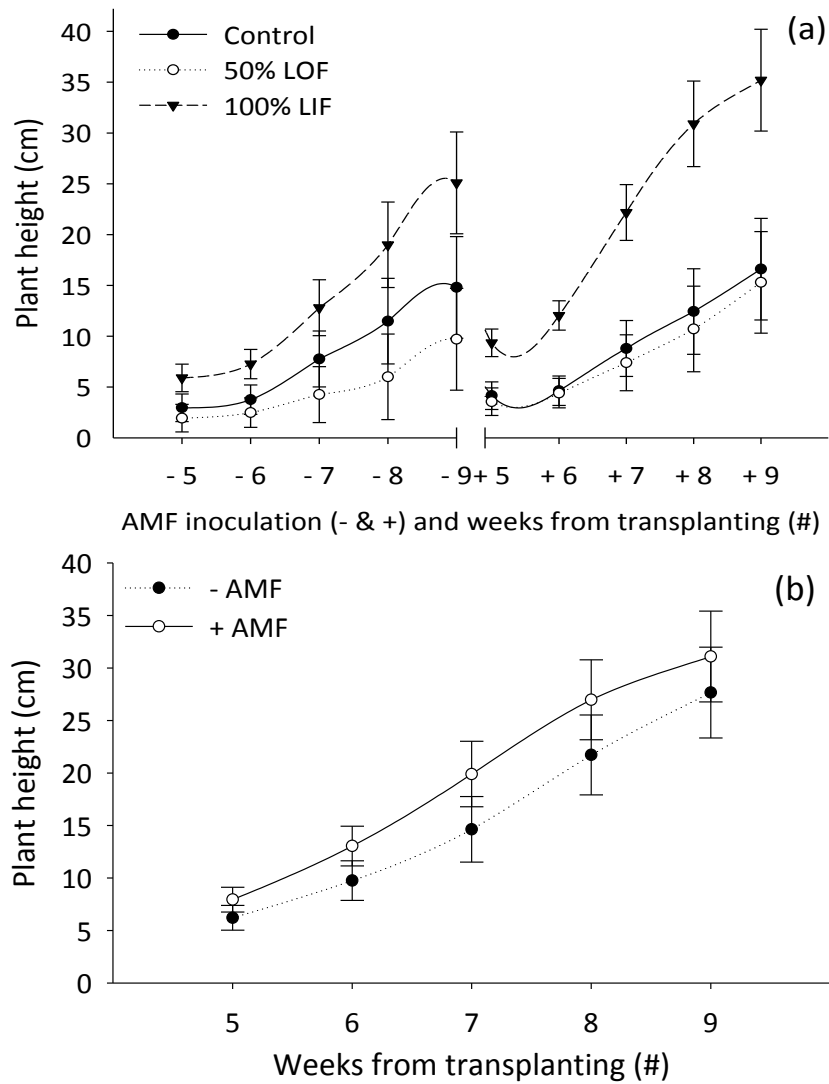 (a)
Control
50% LOF
100% LIF
Plant height (cm)
40
35
30
25
20
15
10
5
0
- 5 - 6 - 7 - 8 - 9 + 5 + 6 + 7 + 8 + 9
AMF inoculation (- & +) and weeks from transplanting (#)
(b)
- AMF
+ AMF
Plant height (cm)
40
35
30
25
20
15
10
5
0
5 6 7 8 9
Weeks from transplanting (#)